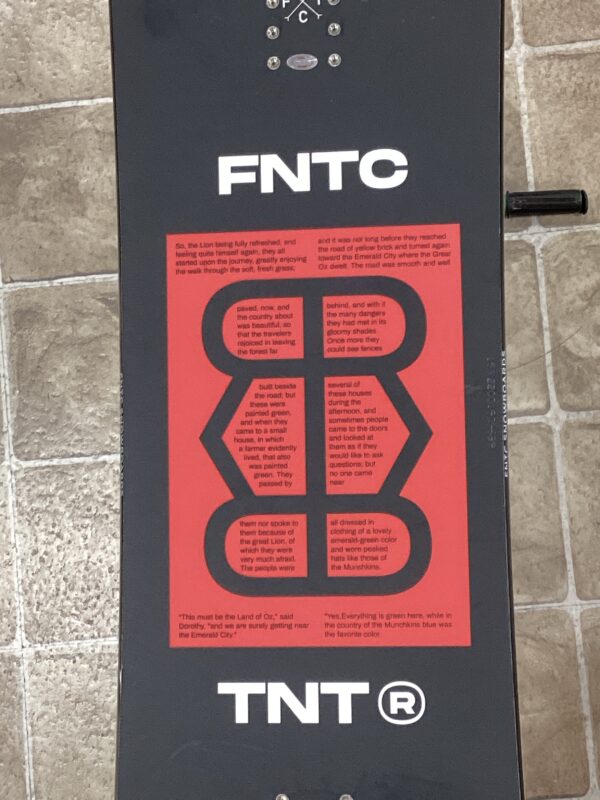 F T
C
FNTC
So, the Lion being fully refreshed, and
feeling quite himself again, they all
started upon the journey, greatly enjoying
the walk through the soft, fresh grass;
and it was not long before they reached
the road of yellow brick and turned again
toward the Emerald City where the Great
Oz dwelt. The road was smooth and well
paved, now, and
the country about
was beautiful, so
that the travelers
rejoiced in leaving
the forest far
behind, and with it
the many dangers
they had met in its
gloomy shades.
Once more they
could see fences
built beside
the road; but
these were
painted green,
and when they
came to a small
house, in which
a farmer evidently
lived, that also
was painted
green. They
passed by
several of
these houses
during the
afternoon, and
sometimes people
came to the doors
and looked at
them as if they
would like to ask
questions; but
no one came
near
them nor spoke to
them because of
the great Lion, of
which they were
very much afraid.
The people were
all dressed in
clothing of a lovely
emerald-green color
and wore peaked
hats like those of
the Munchkins.
"This must be the Land of Oz," said
Dorothy, "and we are surely getting near
the Emerald City."
"Yes,Everything is green here, while in
the country of the Munchkins blue was
the favorite color.
TNT ®
FNTC SNOWBOARDS